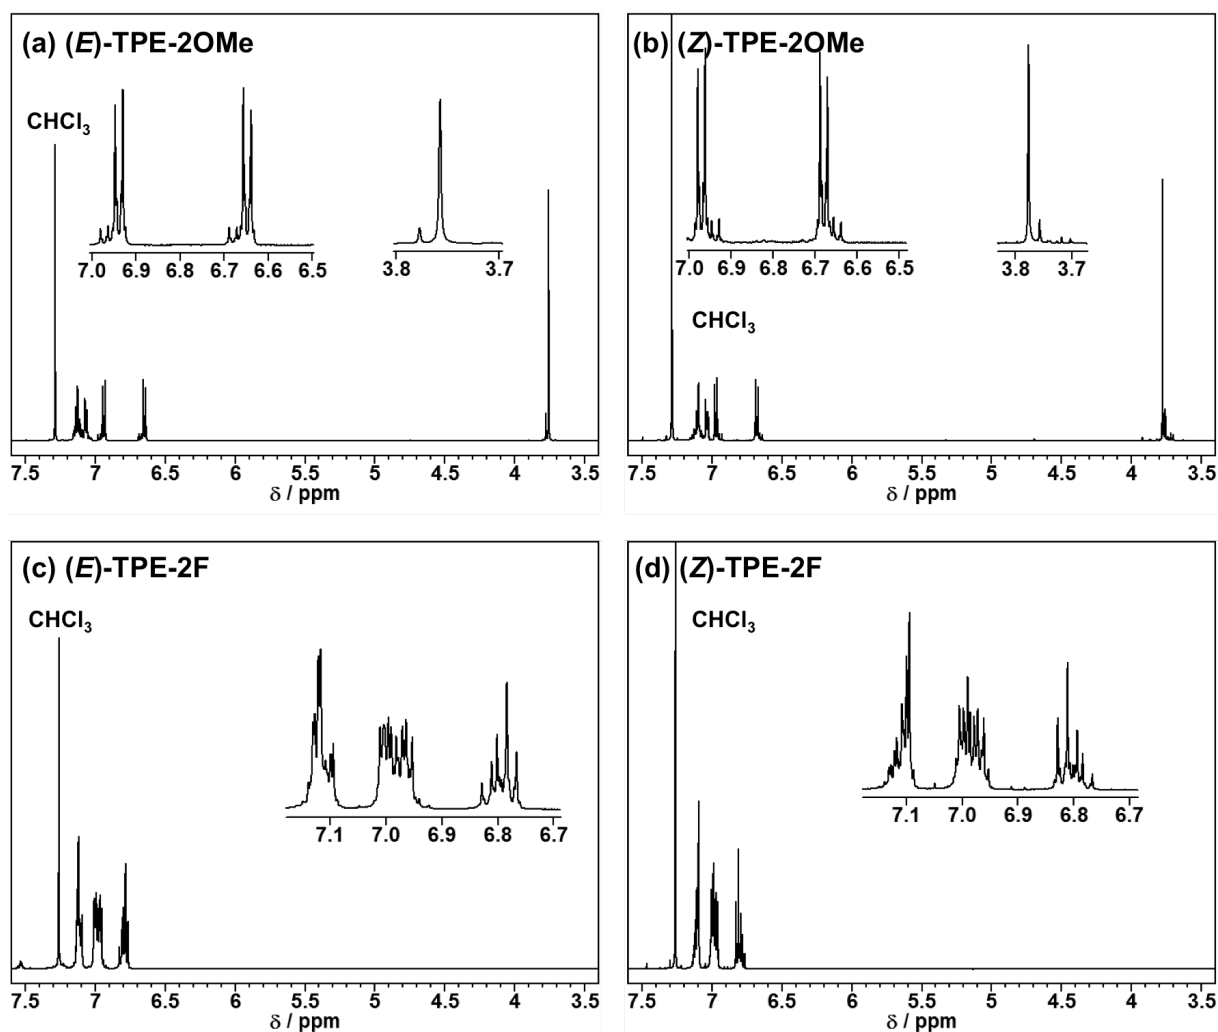 (a) (E)-TPE-2OMe
CHCl3
7.0 6.9 6.8 6.7 6.6 6.5
3.8 3.7
7.5 7 6.5 6 5.5 5 4.5 4 3.5
δ / ppm
(b) (Z)-TPE-2OMe
7.0 6.9 6.8 6.7 6.6 6.5
3.8 3.7
CHCl3
7.5 7 6.5 6 5.5 5 4.5 4 3.5
δ / ppm
(c) (E)-TPE-2F
CHCl3
7.1 7.0 6.9 6.8 6.7
7.5 7 6.5 6 5.5 5 4.5 4 3.5
δ / ppm
(d) (Z)-TPE-2F
CHCl3
7.1 7.0 6.9 6.8 6.7
7.5 7 6.5 6 5.5 5 4.5 4 3.5
δ / ppm